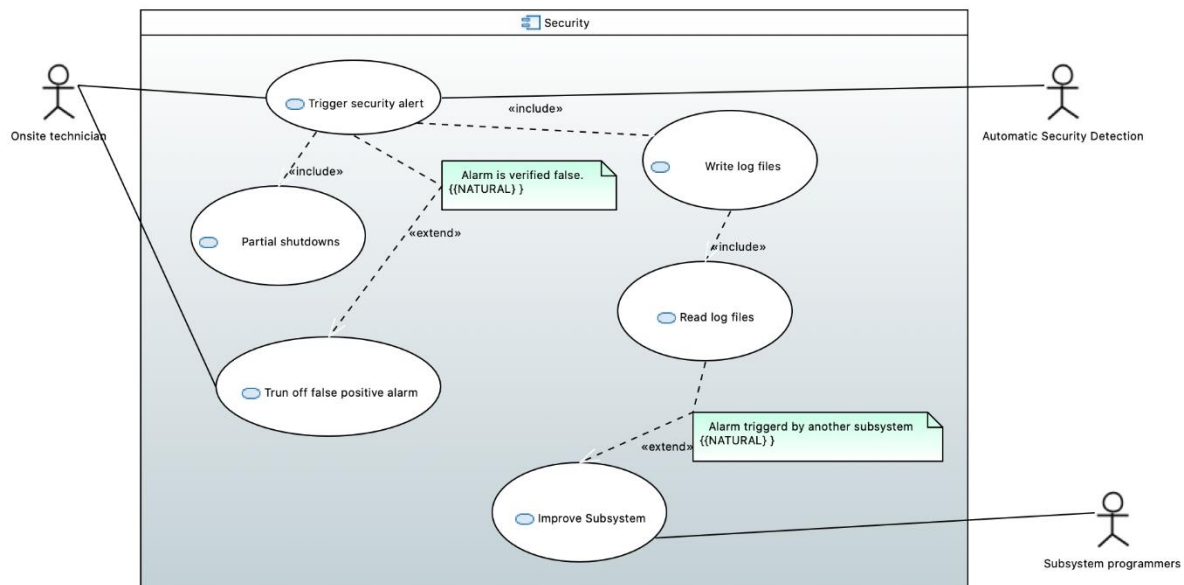 Security
Trigger security alert
Onsite technician
Automatic Security Detection
«include»
Write log files
«include»
Alarm is verified false.
{{NATURAL} }
Partial shutdowns
«extend»
«include»
Read log files
Trun off false positive alarm
Alarm triggerd by another subsystem
{{NATURAL} }
«extend»
Improve Subsystem
Subsystem programmers